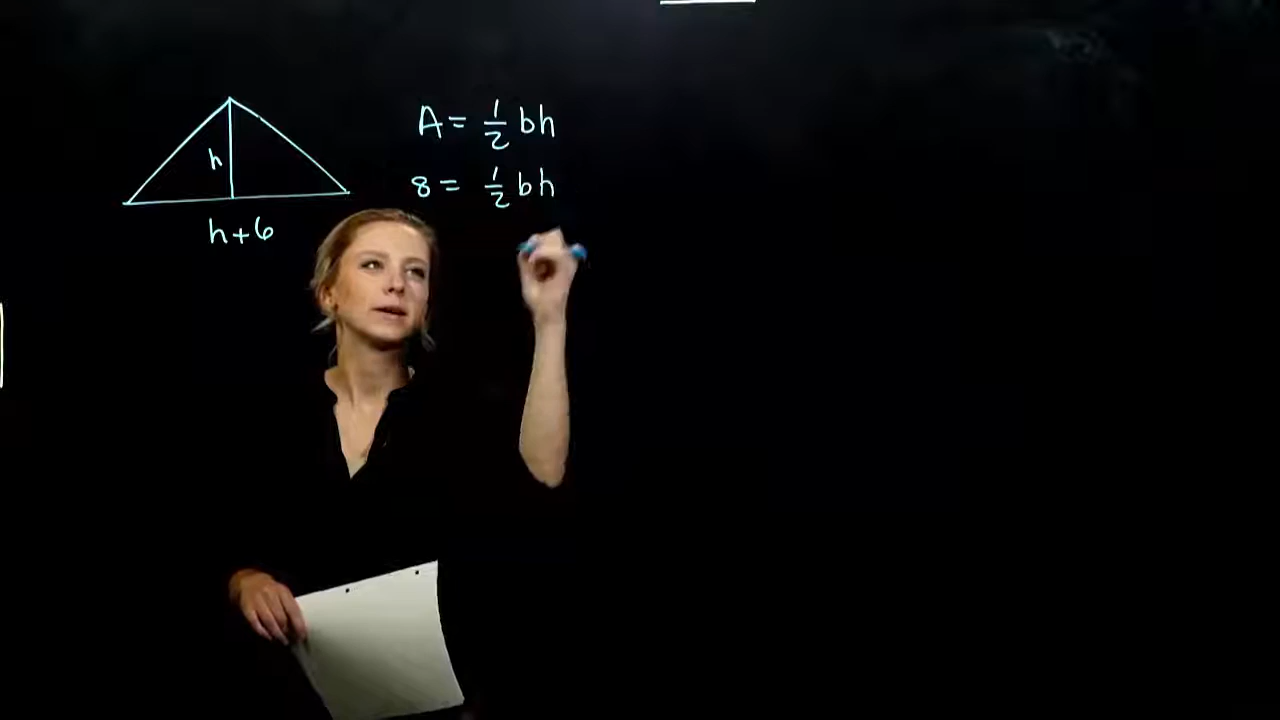 A = 1/2 bh
h
8 = 1/2 bh
h+6